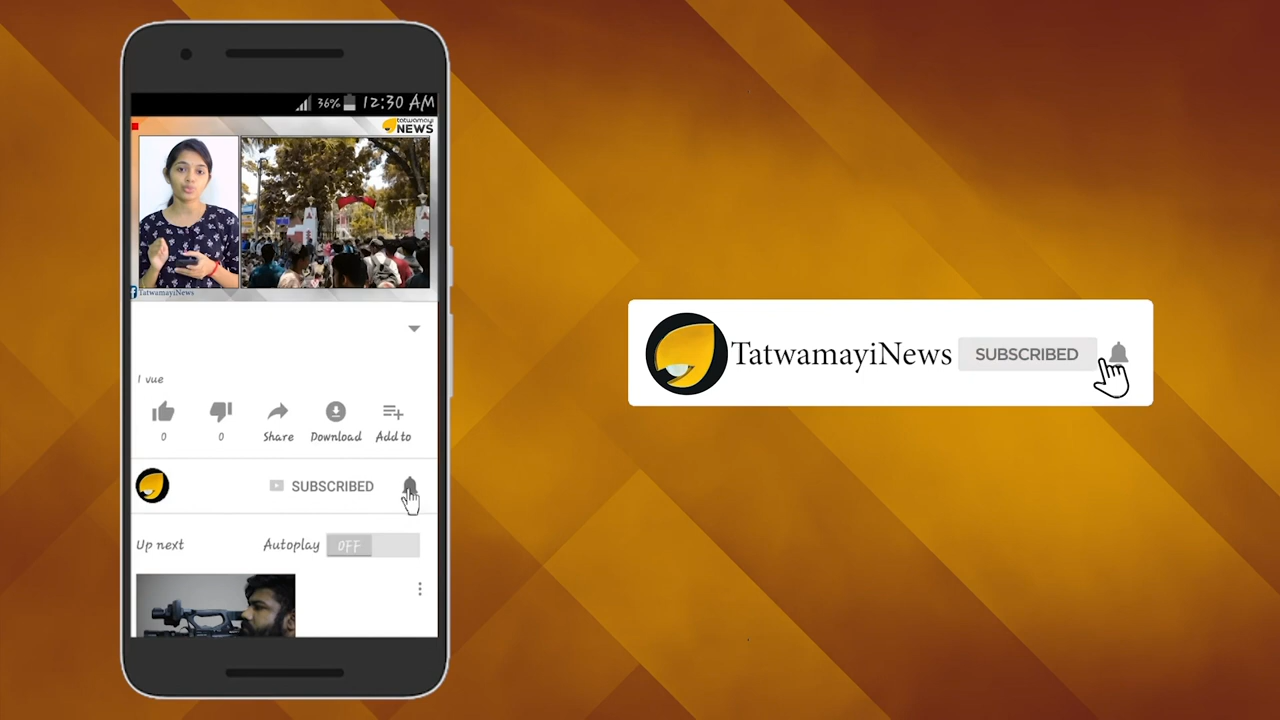 36%
12:30 AM
tatwamayi
NEWS
TatwamayiNews
1 vue
0
0
Share
Download
Add to
SUBSCRIBED
Up next
Autoplay
OFF
TatwamayiNews
SUBSCRIBED